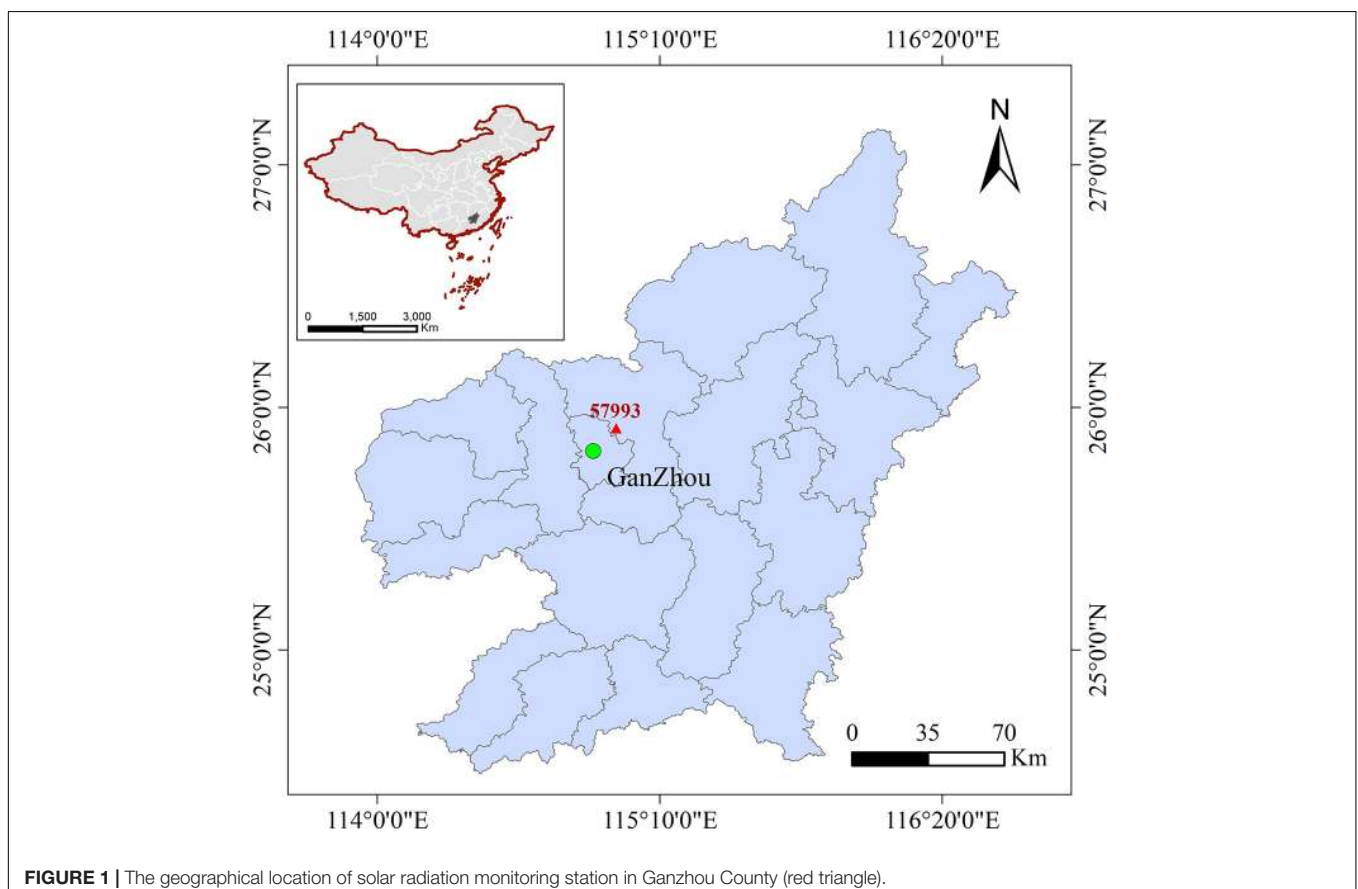 114°0'0"E 115°10'0"E 116°20'0"E
N
27°0'0"N 27°0'0"N
0 1,500 3,000
Km
26°0'0"N 26°0'0"N
57993
GanZhou
25°0'0"N 25°0'0"N
0 35 70
Km
114°0'0"E 115°10'0"E 116°20'0"E
FIGURE 1 | The geographical location of solar radiation monitoring station in Ganzhou County (red triangle).